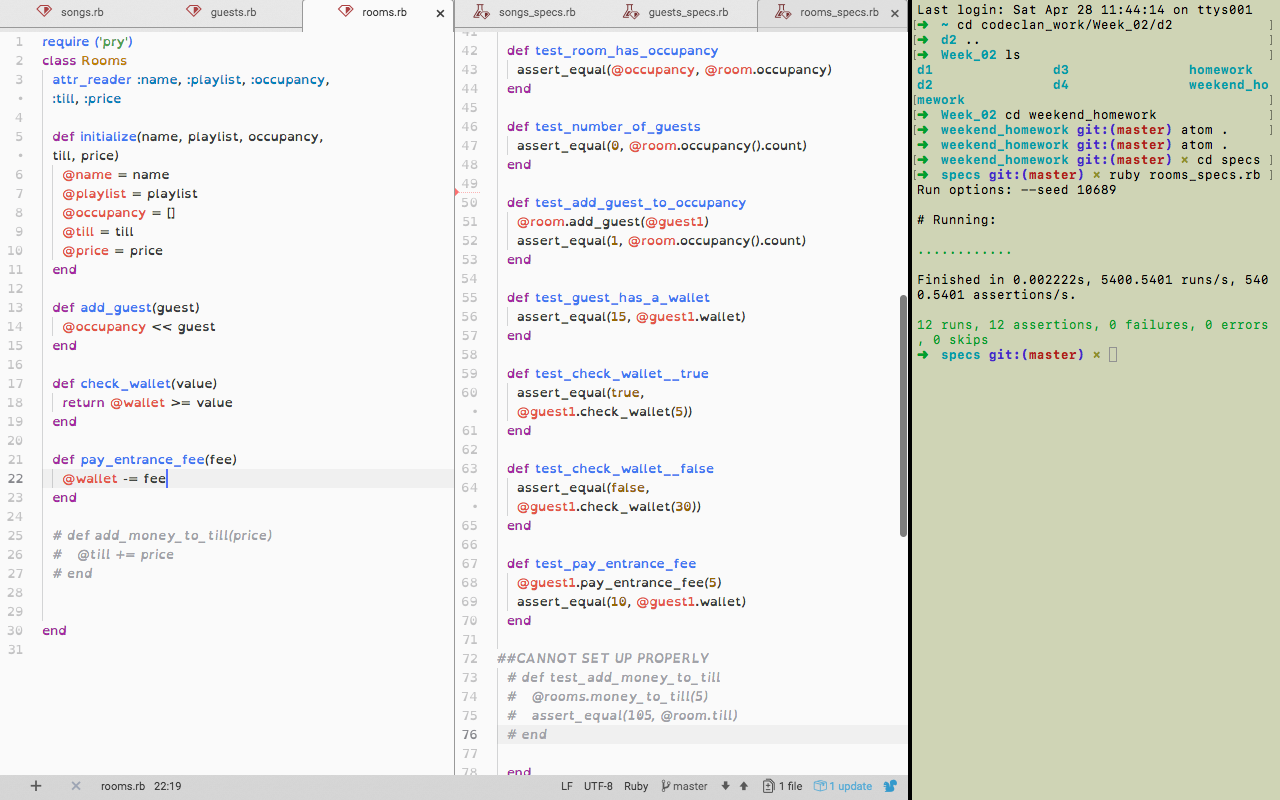 songs.rb guests.rb rooms.rb
1 require ('pry')
2 class Rooms
3 attr_reader :name, :playlist, :occupancy,
• :till, :price
4
5 def initialize(name, playlist, occupancy,
• till, price)
6 @name = name
7 @playlist = playlist
8 @occupancy = []
9 @till = till
10 @price = price
11 end
12
13 def add_guest(guest)
14 @occupancy << guest
15 end
16
17 def check_wallet(value)
18 return @wallet >= value
19 end
20
21 def pay_entrance_fee(fee)
22 @wallet -= fee
23 end
24
25 # def add_money_to_till(price)
26 #   @till += price
27 # end
28
29
30 end
31
songs_specs.rb guests_specs.rb rooms_specs.rb
41
42 def test_room_has_occupancy
43 assert_equal(@occupancy, @room.occupancy)
44 end
45
46 def test_number_of_guests
47 assert_equal(0, @room.occupancy().count)
48 end
49
50 def test_add_guest_to_occupancy
51 @room.add_guest(@guest1)
52 assert_equal(1, @room.occupancy().count)
53 end
54
55 def test_guest_has_a_wallet
56 assert_equal(15, @guest1.wallet)
57 end
58
59 def test_check_wallet__true
60 assert_equal(true,
• @guest1.check_wallet(5))
61 end
62
63 def test_check_wallet__false
64 assert_equal(false,
• @guest1.check_wallet(30))
65 end
66
67 def test_pay_entrance_fee
68 @guest1.pay_entrance_fee(5)
69 assert_equal(10, @guest1.wallet)
70 end
71
72 ##CANNOT SET UP PROPERLY
73 # def test_add_money_to_till
74 #   @rooms.money_to_till(5)
75 #   assert_equal(105, @room.till)
76 # end
77
78 end
rooms.rb 22:19 LF UTF-8 Ruby master 1 file 1 update
Last login: Sat Apr 28 11:44:14 on ttys001
[➜ ~ cd codeclan_work/Week_02/d2 ]
[➜ d2 .. ]
[➜ Week_02 ls ]
d1 d3 homework
d2 d4 weekend_ho
[mework ]
[➜ Week_02 cd weekend_homework ]
[➜ weekend_homework git:(master) atom . ]
[➜ weekend_homework git:(master) atom . ]
[➜ weekend_homework git:(master) ✗ cd specs ]
[➜ specs git:(master) ✗ ruby rooms_specs.rb ]
Run options: --seed 10689
# Running:
............
Finished in 0.002222s, 5400.5401 runs/s, 540
0.5401 assertions/s.
12 runs, 12 assertions, 0 failures, 0 errors
, 0 skips
➜ specs git:(master) ✗